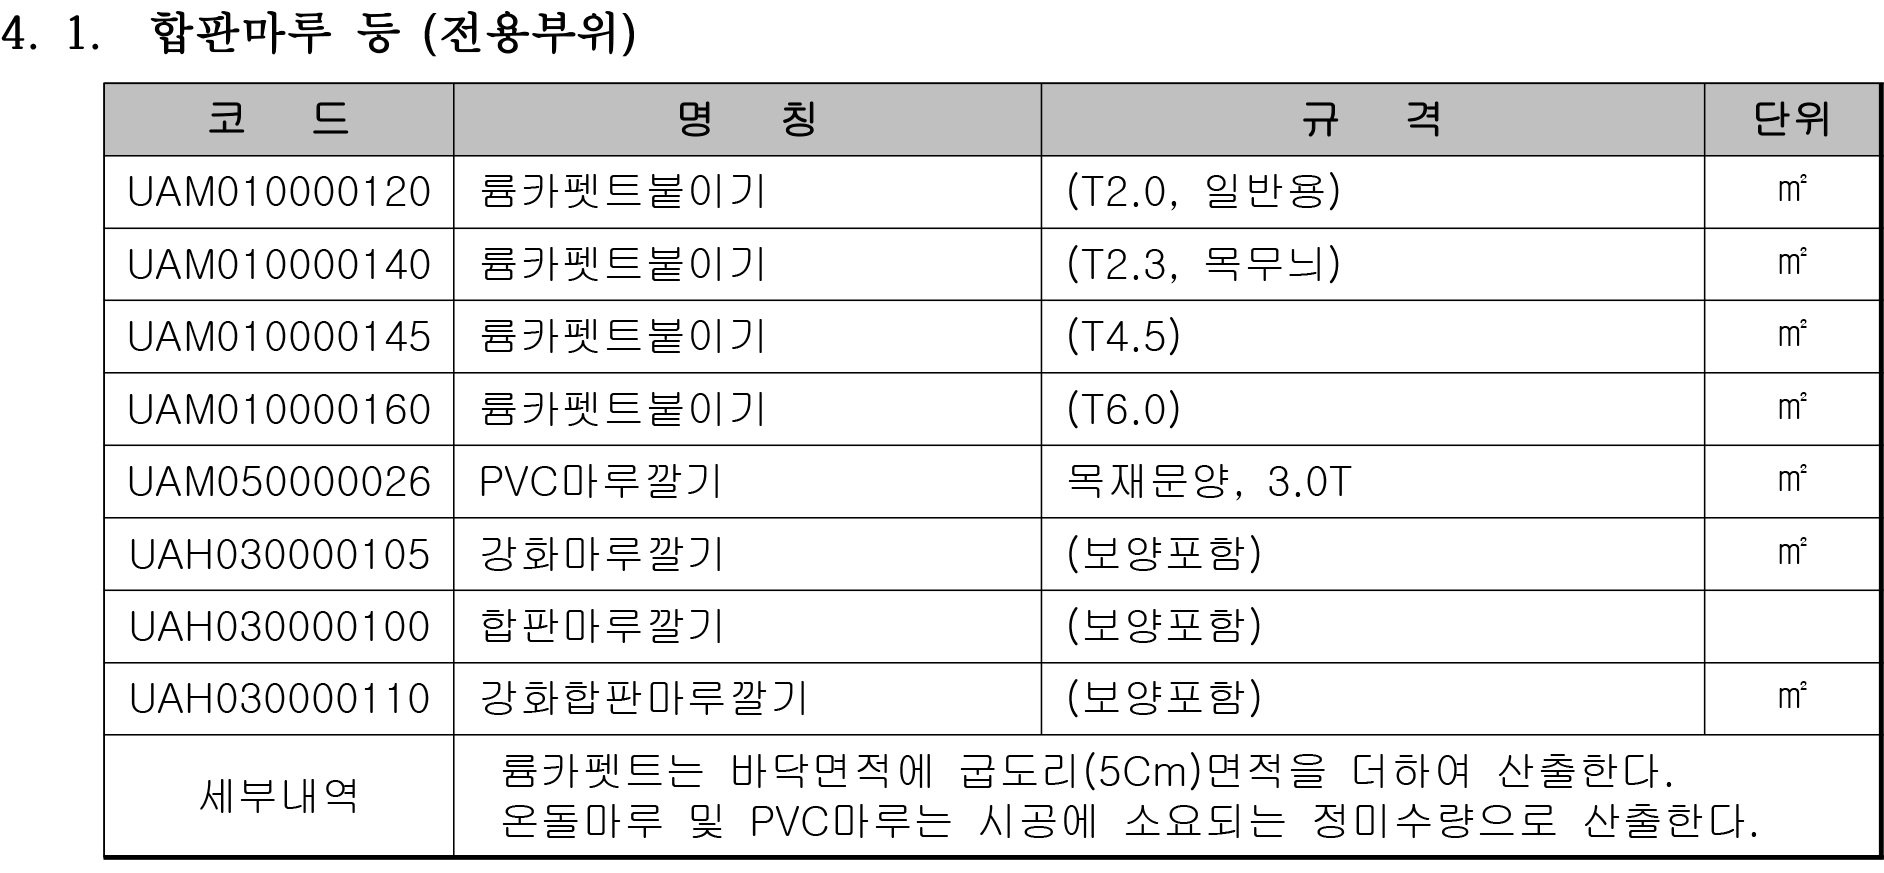 4. 1. 합판마루 등 (전용부위)
코 드 명 칭 규 격 단위
UAM010000120 륨카펫트붙이기 (T2.0, 일반용) ㎡
UAM010000140 륨카펫트붙이기 (T2.3, 목무늬) ㎡
UAM010000145 륨카펫트붙이기 (T4.5) ㎡
UAM010000160 륨카펫트붙이기 (T6.0) ㎡
UAM050000026 PVC마루깔기 목재문양, 3.0T ㎡
UAH030000105 강화마루깔기 (보양포함) ㎡
UAH030000100 합판마루깔기 (보양포함)
UAH030000110 강화합판마루깔기 (보양포함) ㎡
세부내역
륨카펫트는 바닥면적에 굽도리(5Cm)면적을 더하여 산출한다.
온돌마루 및 PVC마루는 시공에 소요되는 정미수량으로 산출한다.